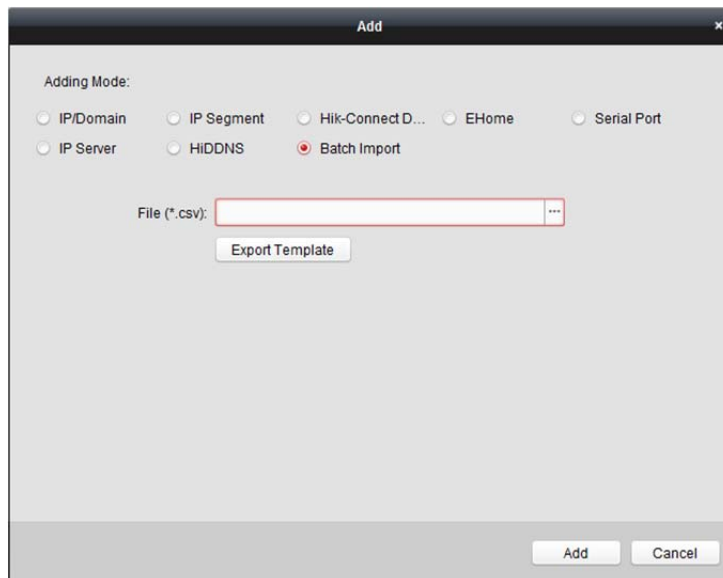 Add
Adding Mode:
IP/Domain IP Segment Hik-Connect D... EHome Serial Port
IP Server HiDDNS Batch Import
File (*.csv): ...
Export Template
Add Cancel